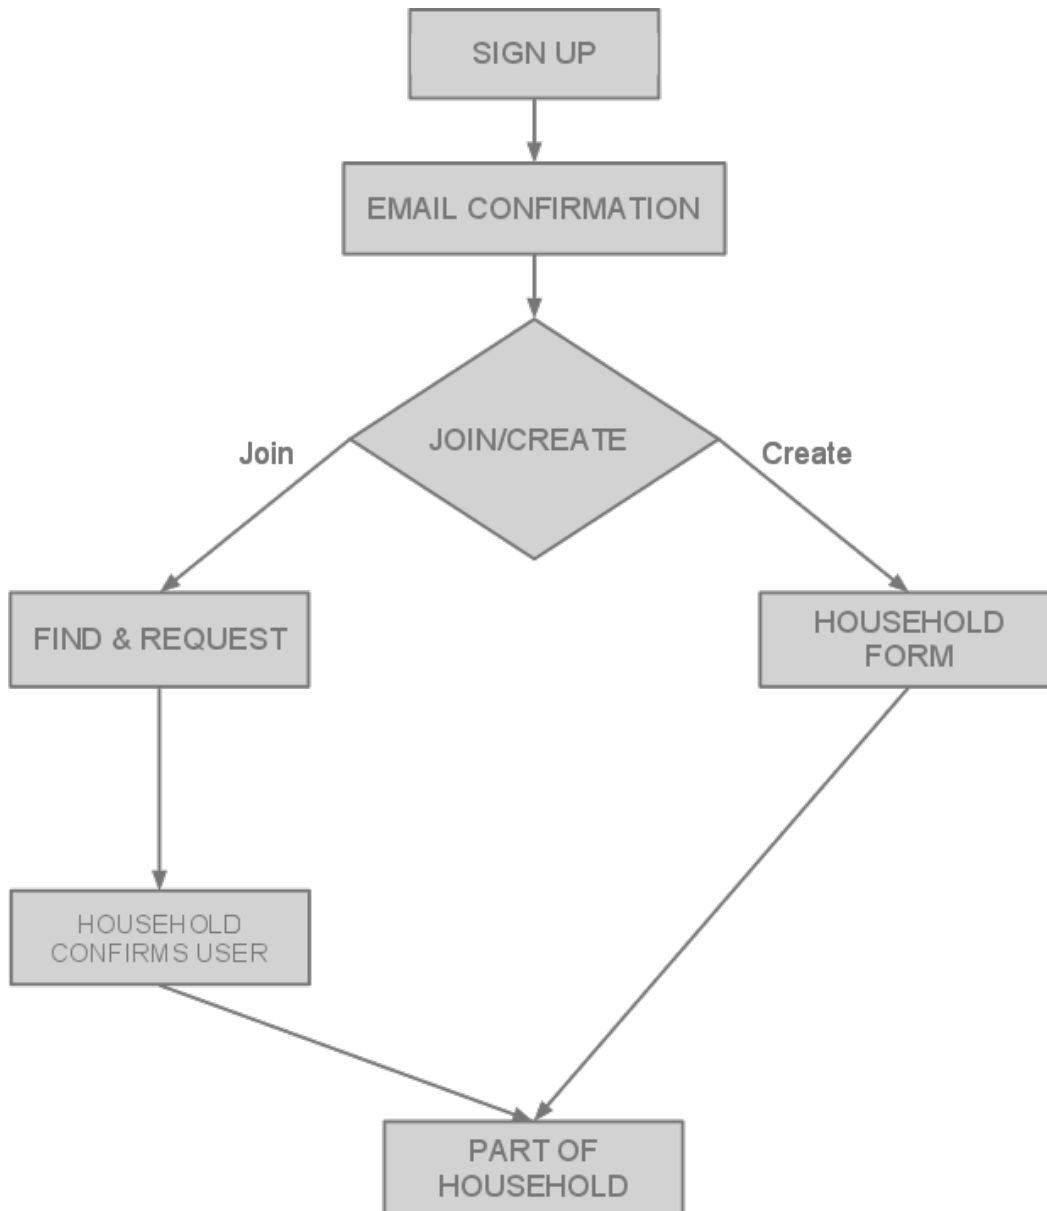 SIGN UP
EMAIL CONFIRMATION
JOIN/CREATE
Join
Create
FIND & REQUEST
HOUSEHOLD
FORM
HOUSEHOLD
CONFIRMS USER
PART OF
HOUSEHOLD